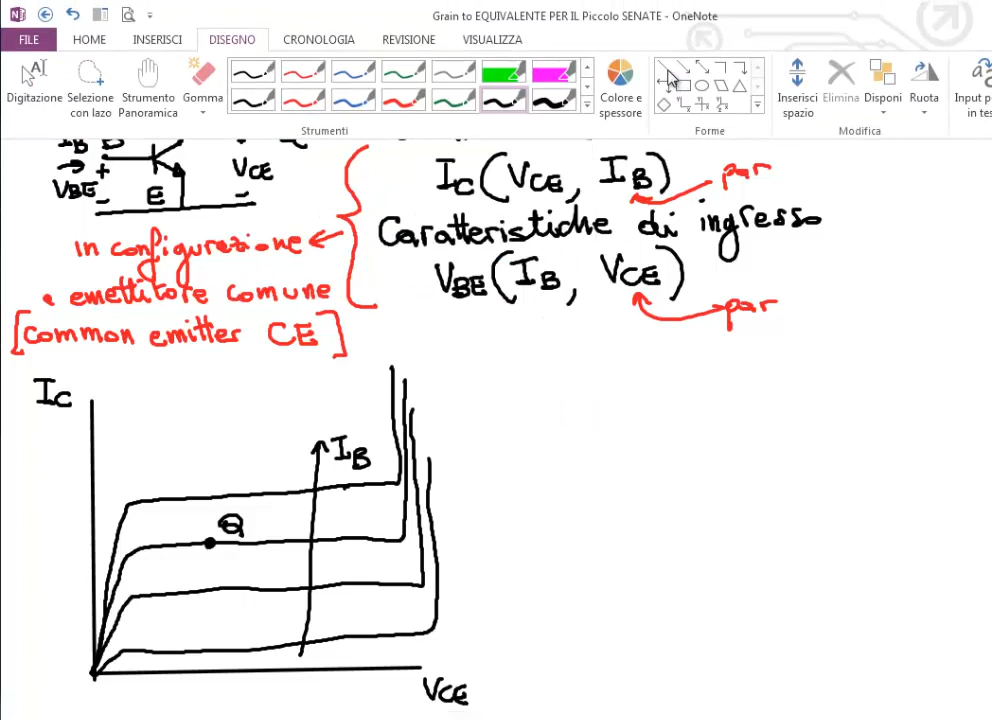 Grain to EQUIVALENTE PER IL Piccolo SENATE - OneNote
FILE HOME INSERISCI DISEGNO CRONOLOGIA REVISIONE VISUALIZZA
Digitazione Selezione con lazo Strumento Panoramica Gomma
Strumenti
Colore e spessore
Forme
Inserisci spazio Elimina Disponi Ruota
Modifica
IB B
VBE + - E
+ VCE -
IC (VCE, IB) par
Caratteristiche di ingresso
VBE (IB, VCE) par
In configurazione
a emettitore comune
[common emitter CE]
IC
IB
Q
VCE